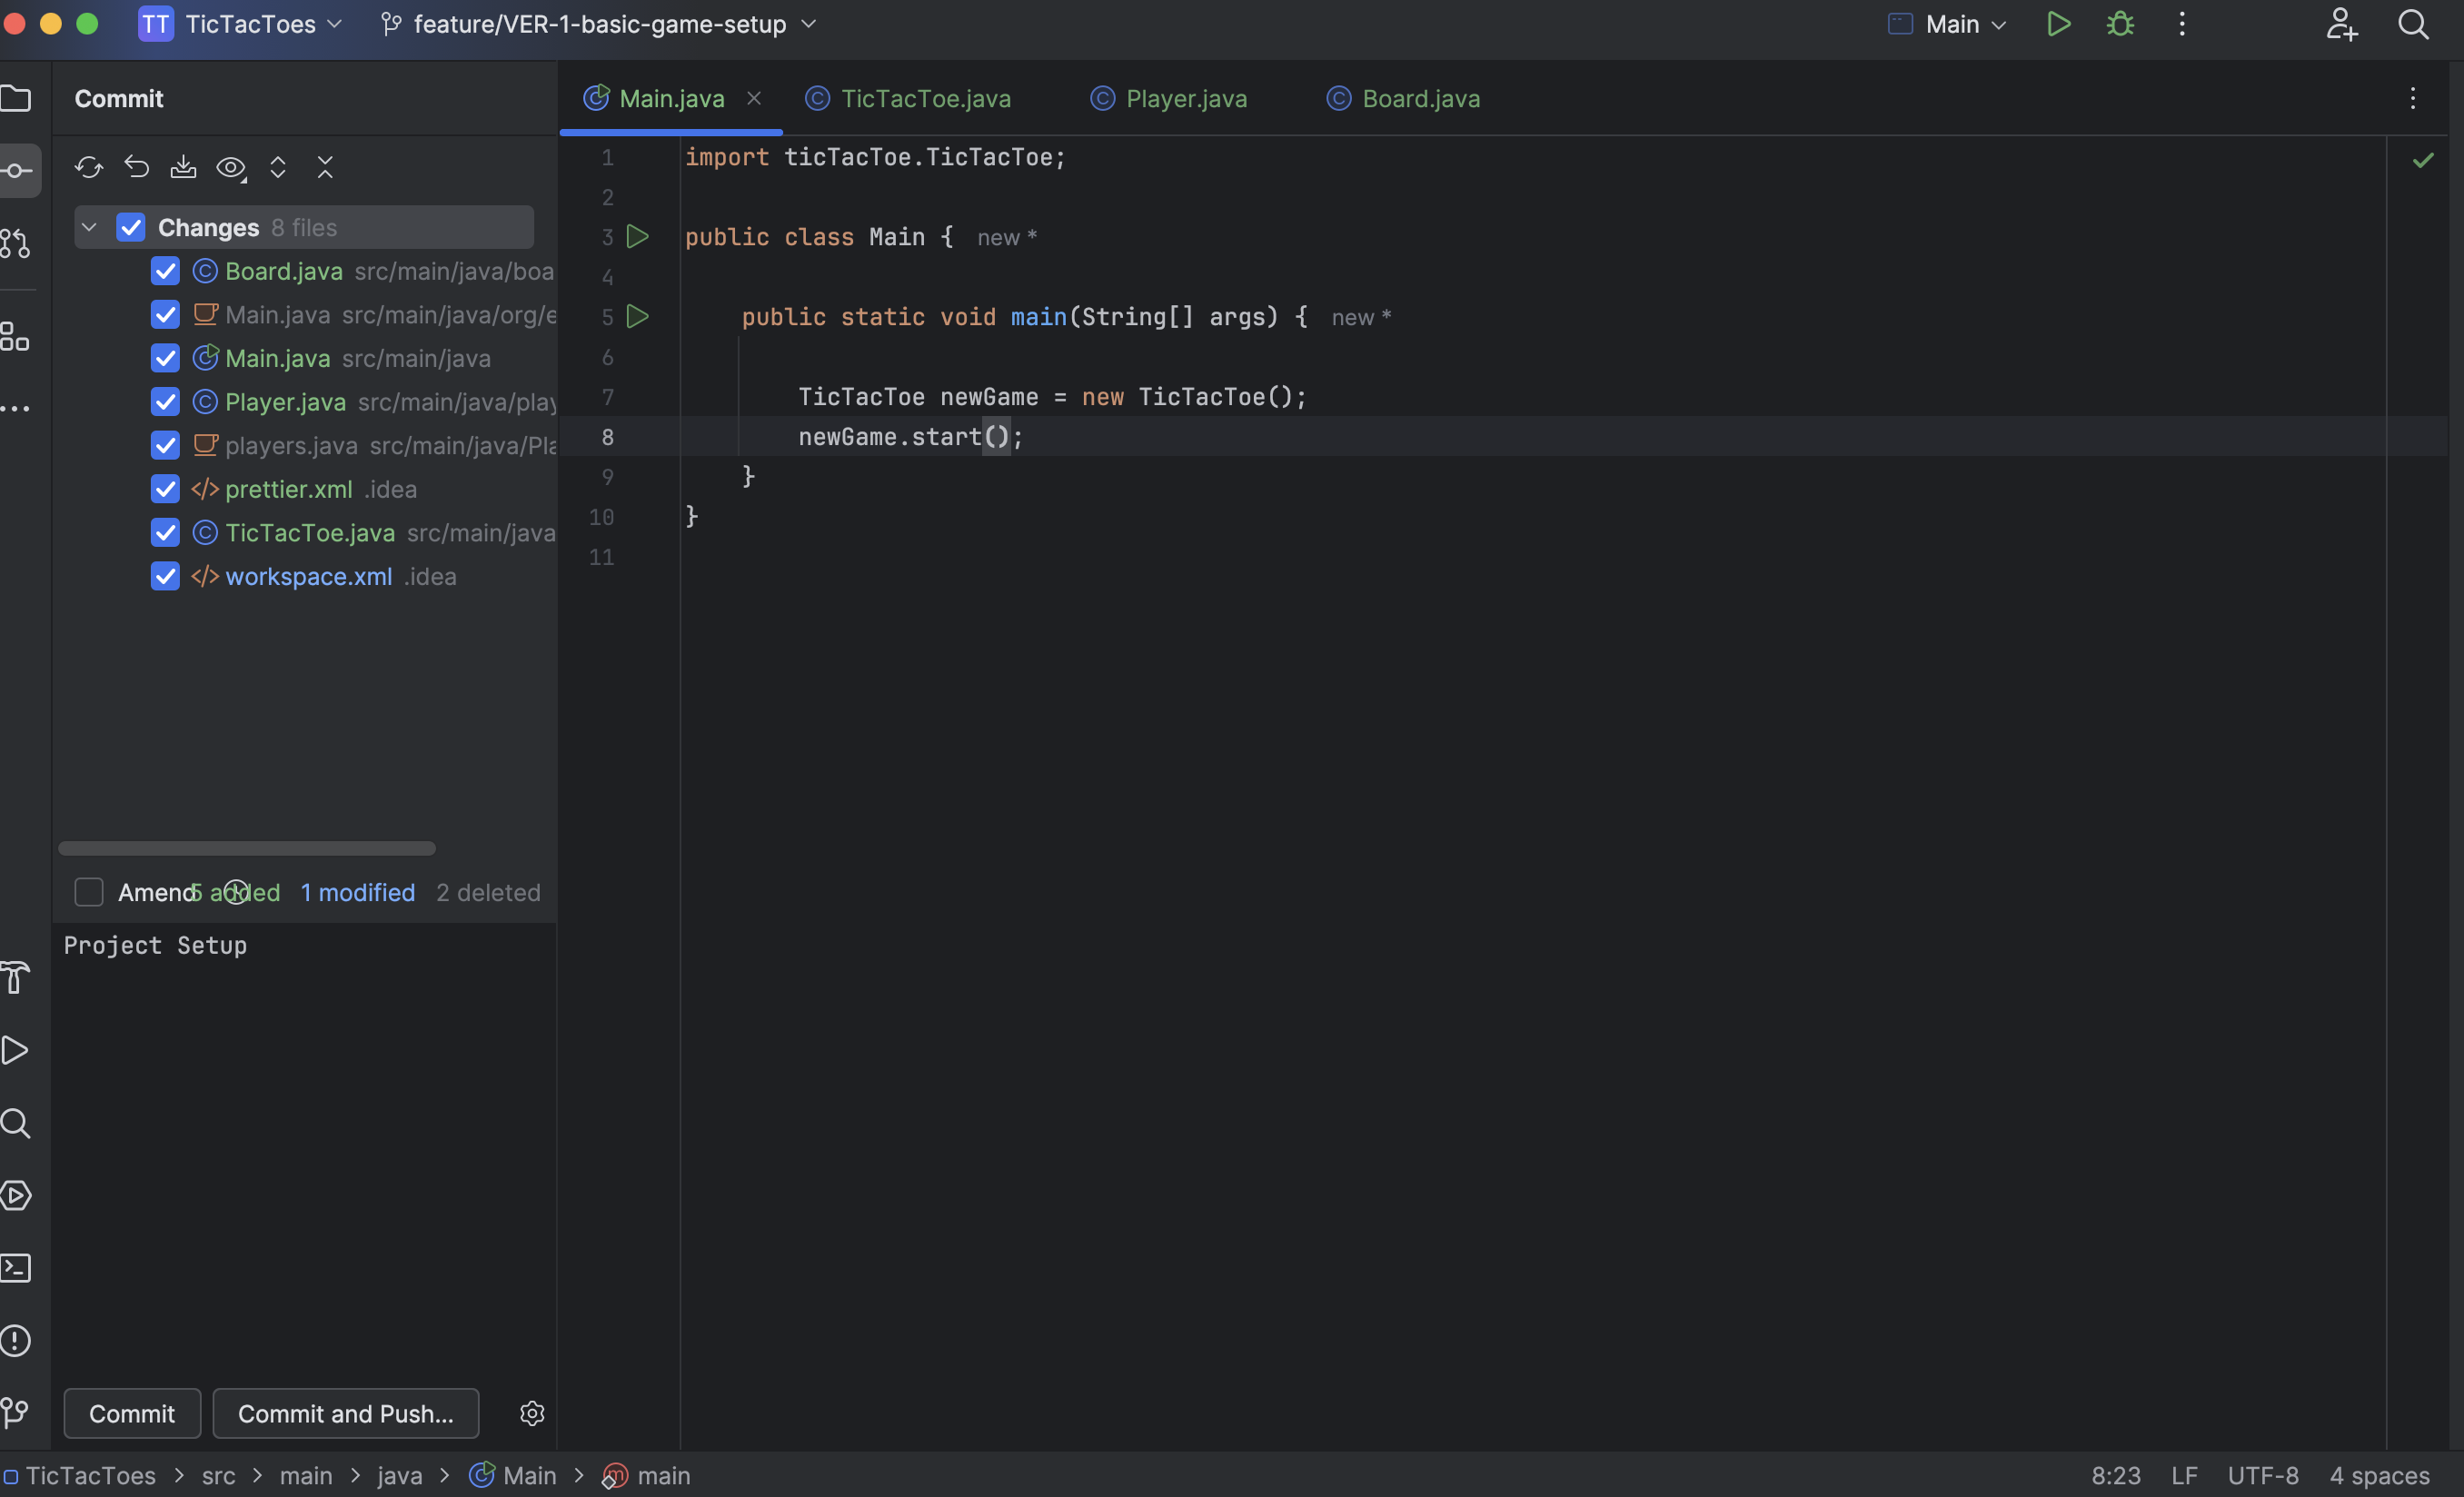 TT TicTacToes feature/VER-1-basic-game-setup Main
Commit
Main.java TicTacToe.java Player.java Board.java
Changes 8 files
Board.java src/main/java/boa
Main.java src/main/java/org/e
Main.java src/main/java
Player.java src/main/java/play
players.java src/main/java/Pla
prettier.xml .idea
TicTacToe.java src/main/java
workspace.xml .idea
Amend 5 added 1 modified 2 deleted
Project Setup
Commit Commit and Push...
1 import ticTacToe.TicTacToe;
2
3 public class Main { new *
4
5 public static void main(String[] args) { new *
6
7 TicTacToe newGame = new TicTacToe();
8 newGame.start();
9 }
10 }
11
TicTacToes > src > main > java > Main > main
8:23 LF UTF-8 4 spaces